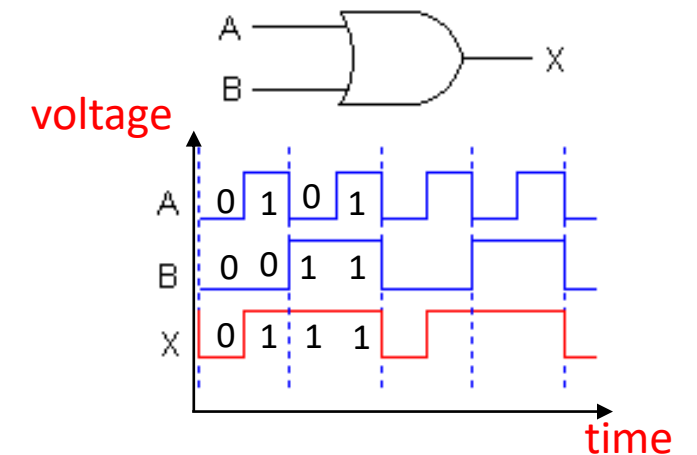 A
X
B
voltage
A 0 1 0 1
B 0 0 1 1
X 0 1 1 1
time